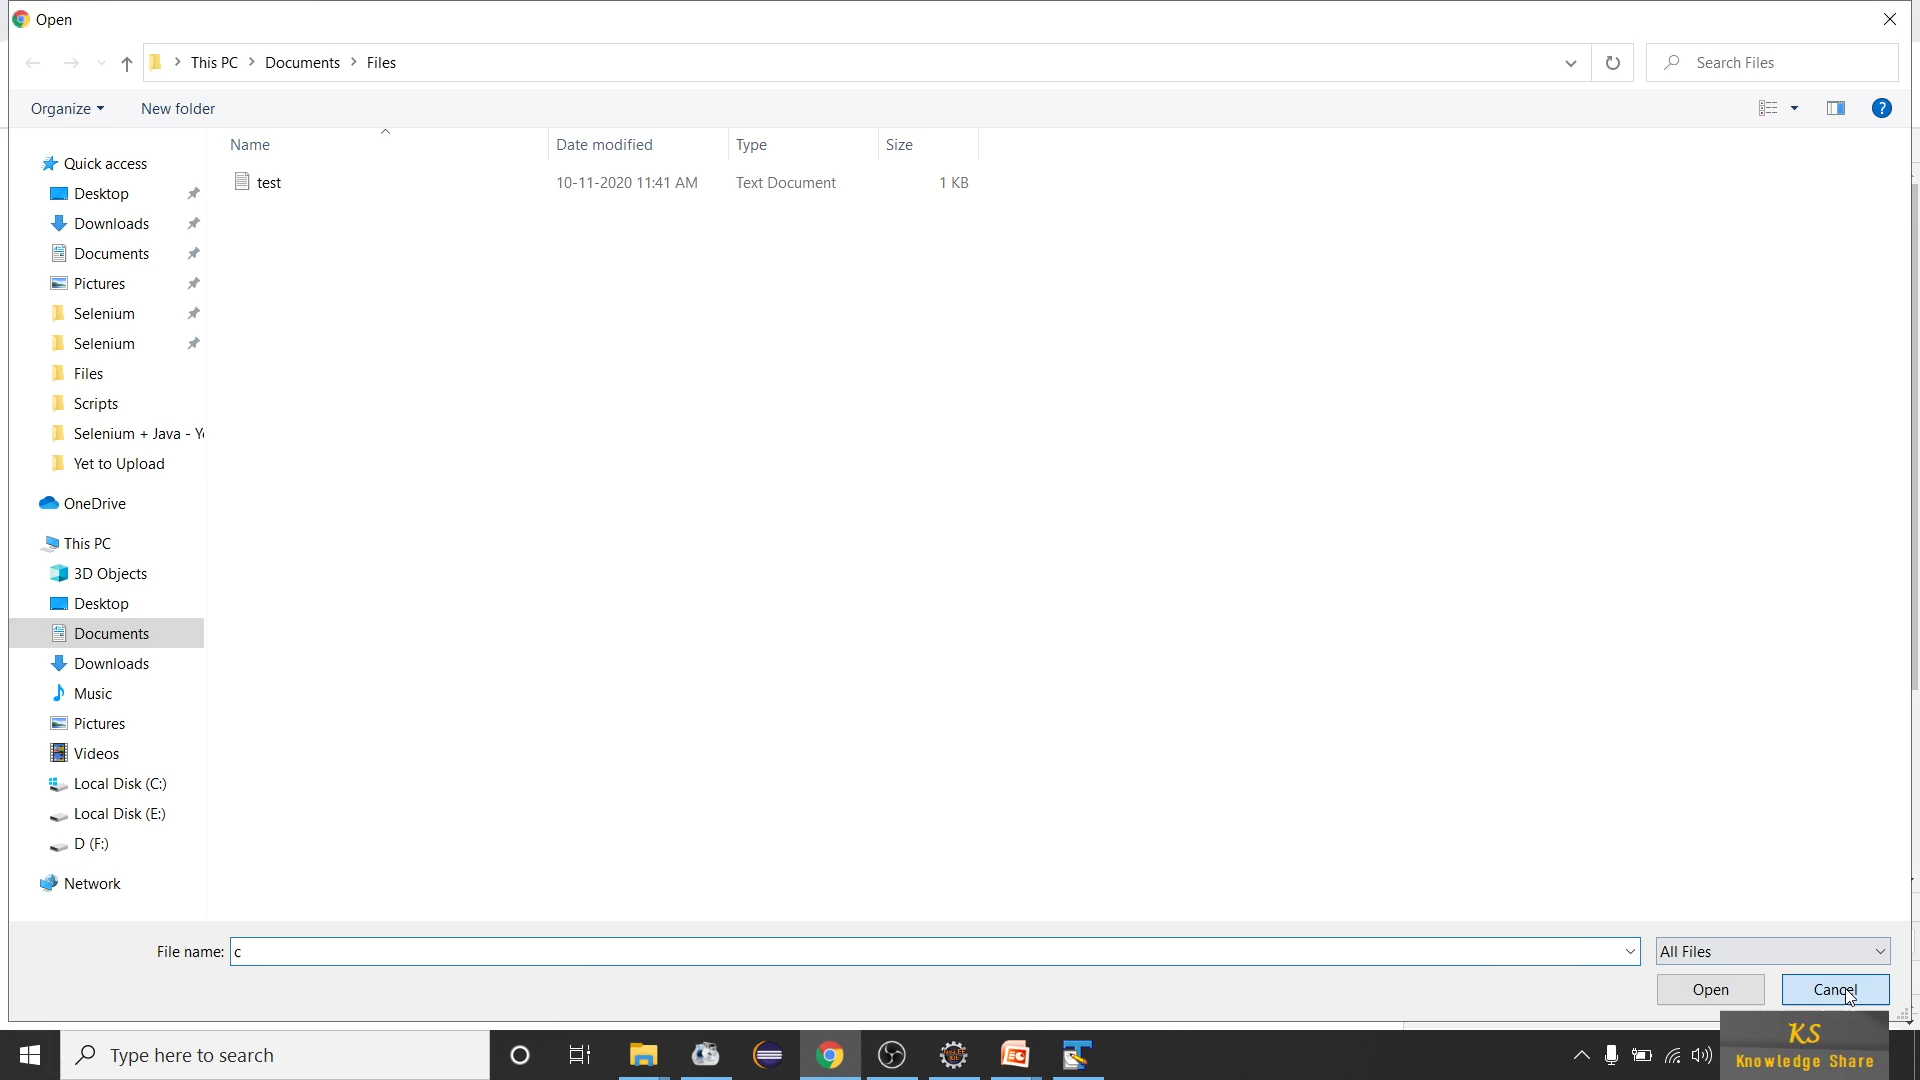 Open
This PC Documents Files
Search Files
Organize New folder
?
Name Date modified Type Size
test 10-11-2020 11:41 AM Text Document 1 KB
Quick access
Desktop
Downloads
Documents
Pictures
Selenium
Selenium
Files
Scripts
Selenium + Java - Y
Yet to Upload
OneDrive
This PC
3D Objects
Desktop
Documents
Downloads
Music
Pictures
Videos
Local Disk (C:)
Local Disk (E:)
D (F:)
Network
File name: c
All Files
Open Cancel
Type here to search
KS
Knowledge Share